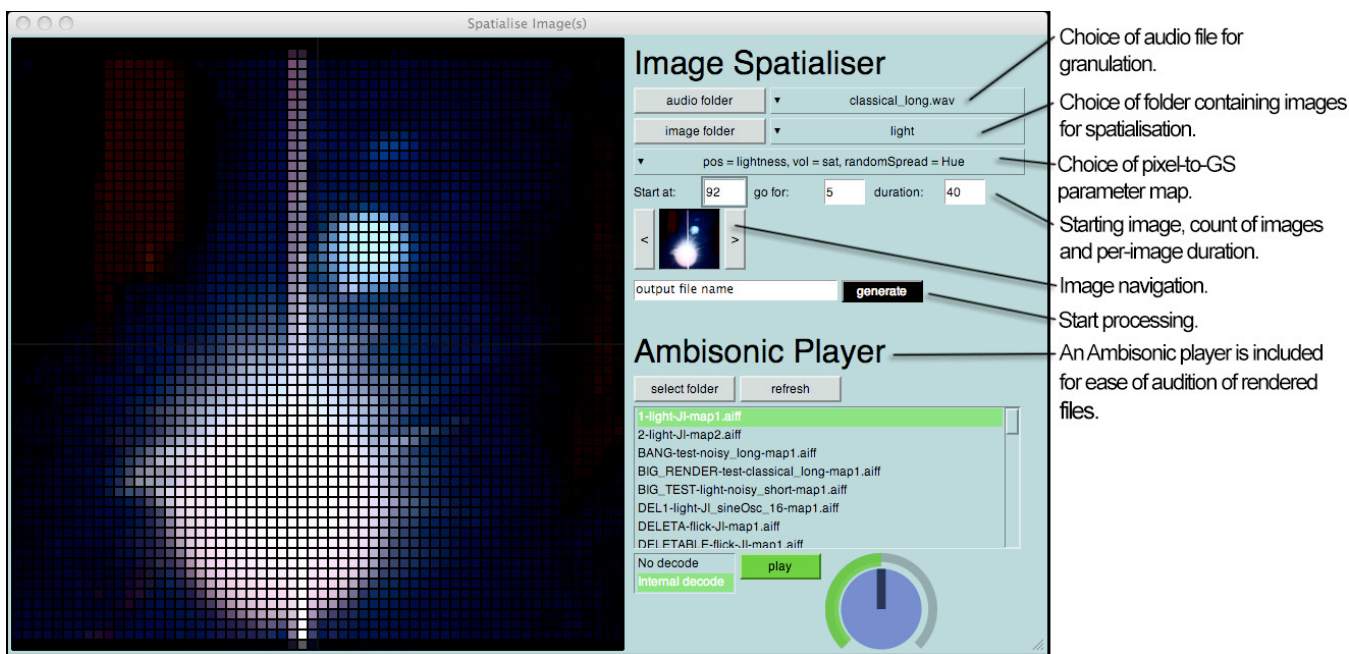 Spatialise Image(s)
Image Spatialiser
audio folder
▼ classical_long.wav
image folder
▼ light
▼ pos = lightness, vol = sat, randomSpread = Hue
Start at: 92 go for: 5 duration: 40
< >
output file name
generate
Ambisonic Player
select folder
refresh
1-light-JI-map1.aiff
2-light-JI-map2.aiff
BANG-test-noisy_long-map1.aiff
BIG_RENDER-test-classical_long-map1.aiff
BIG_TEST-light-noisy_short-map1.aiff
DEL1-light-JI_sineOsc_16-map1.aiff
DELETA-flick-JI-map1.aiff
DELETABLE-flick-JI-map1.aiff
No decode
Internal decode
play
Choice of audio file for
granulation.
Choice of folder containing images
for spatialisation.
Choice of pixel-to-GS
parameter map.
Starting image, count of images
and per-image duration.
Image navigation.
Start processing.
An Ambisonic player is included
for ease of audition of rendered
files.